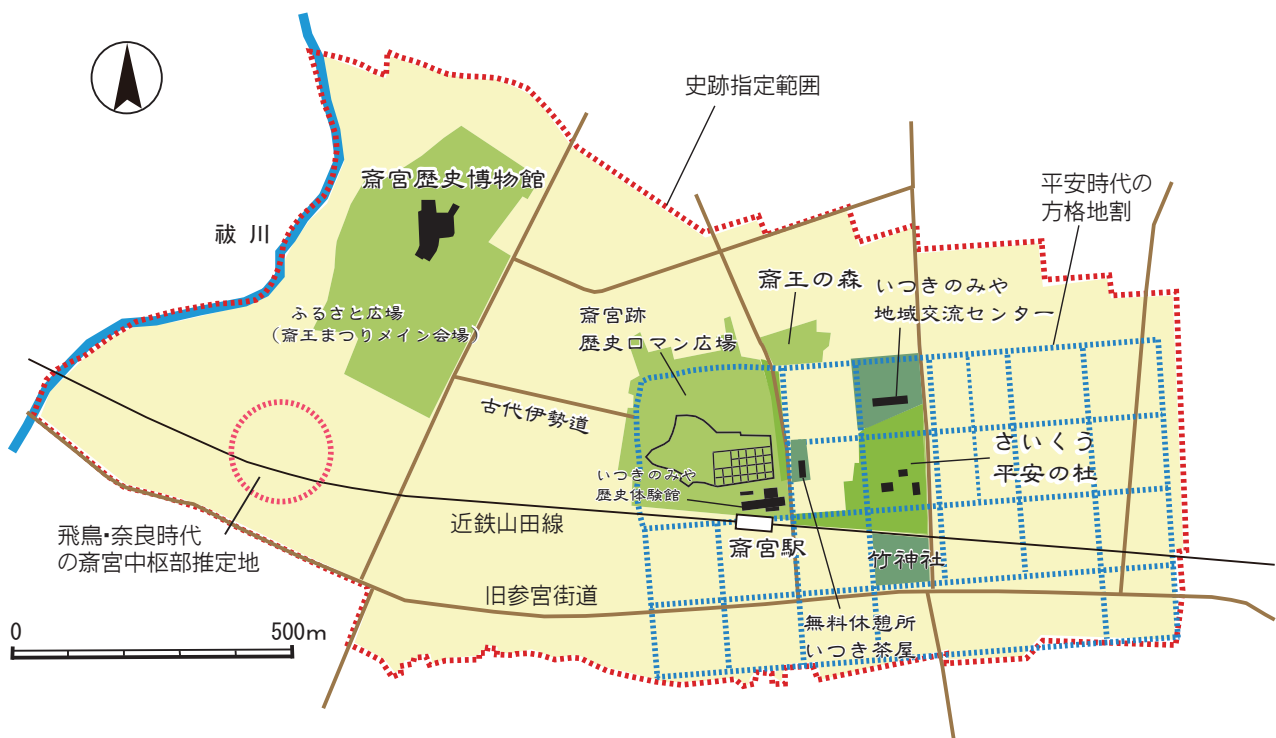 史跡指定範囲
平安時代の
方格地割
斎宮歴史博物館
祓川
ふるさと広場
（斎王まつりメイン会場）
斎王の森
いつきのみや
地域交流センター
斎宮跡
歴史ロマン広場
古代伊勢道
さいくう
平安の杜
いつきのみや
歴史体験館
近鉄山田線
斎宮駅
竹神社
飛鳥・奈良時代
の斎宮中枢部推定地
旧参宮街道
無料休憩所
いつき茶屋
0 500m